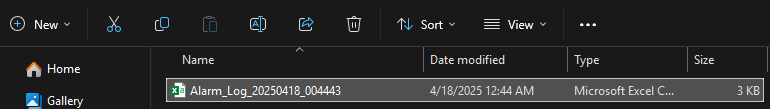 New Sort View
Name Date modified Type Size
Home
Alarm_Log_20250418_004443 4/18/2025 12:44 AM Microsoft Excel C... 3 KB
Gallery